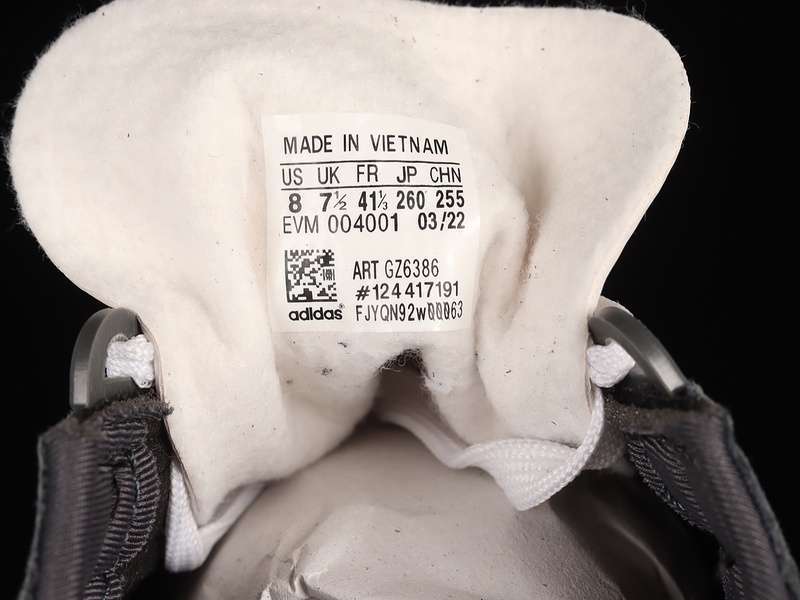 MADE IN VIETNAM
US UK FR JP CHN
8 7½ 41⅓ 260 255
EVM 004001 03/22
ART GZ6386
#124417191
adidas® FJYQN92w00063